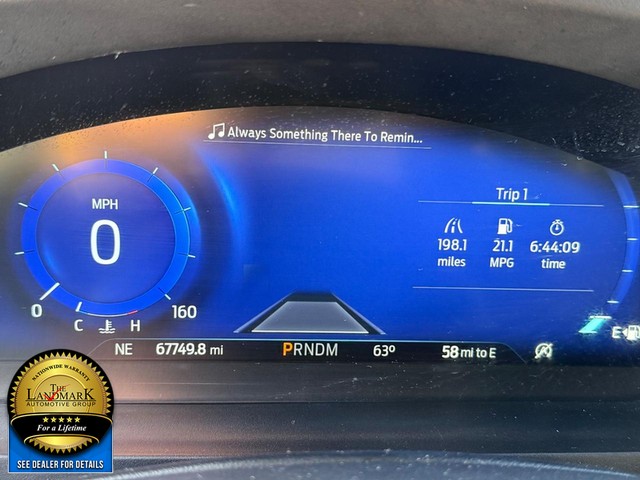 Always Something There To Remin...
Trip 1
198.1 21.1 6:44:09
miles MPG time
MPH
0
0 160
C H
E
NE 67749.8 mi PRNDM 63º 58 mi to E
NATIONWIDE WARRANTY
THE
LANDMARK
AUTOMOTIVE GROUP
For a Lifetime
SEE DEALER FOR DETAILS